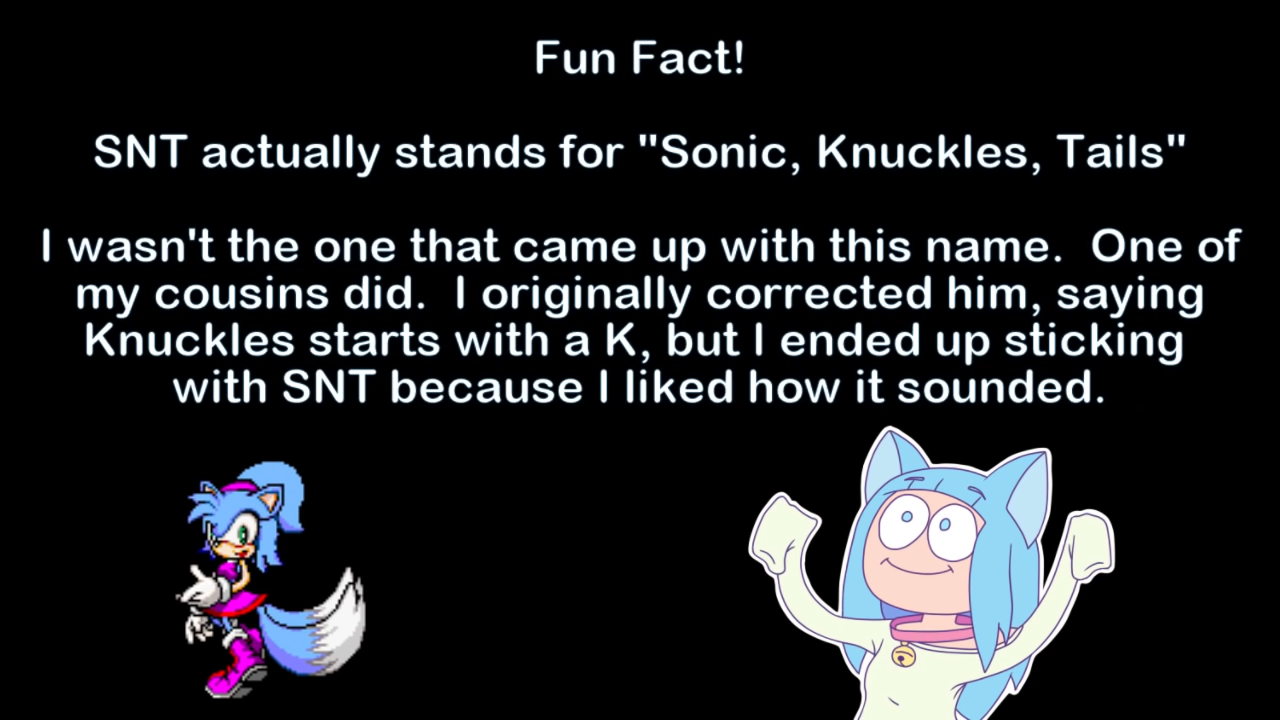 Fun Fact!
SNT actually stands for "Sonic, Knuckles, Tails"
I wasn't the one that came up with this name.  One of
my cousins did.  I originally corrected him, saying
Knuckles starts with a K, but I ended up sticking
with SNT because I liked how it sounded.